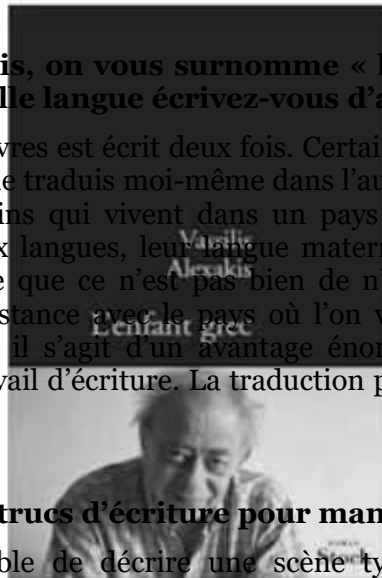 is, on vous surnomme « l
lle langue écrivez-vous d'a
vres est écrit deux fois. Certai
e traduis moi-même dans l'au
ins qui vivent dans un pays
x langues, leur langue mater
e que ce n'est pas bien de n
stance avec le pays où l'on v
il s'agit d'un avantage énor
vail d'écriture. La traduction p
Vassilis
Alexakis
L'enfant grec
trucs d'écriture pour man
ble de décrire une scène ty
ROMAN
Stock